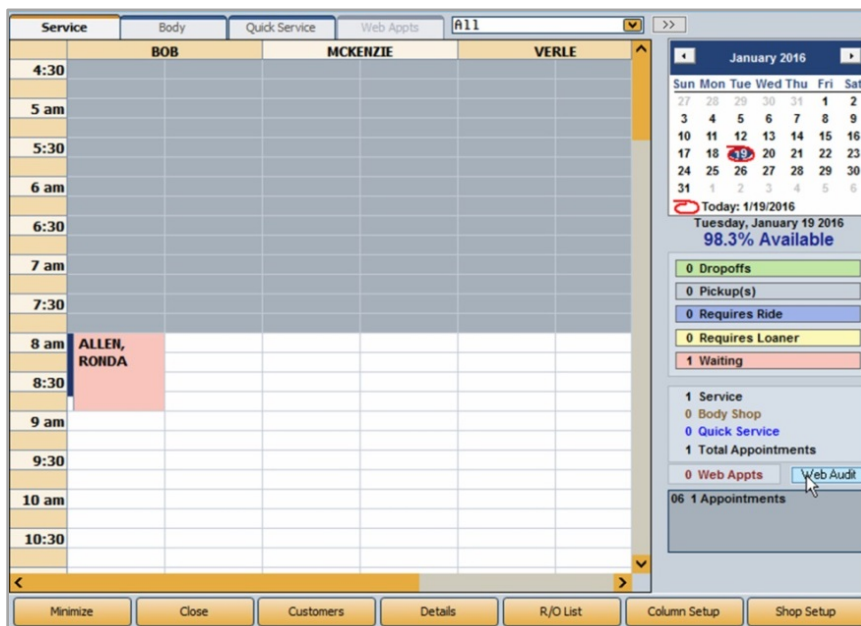 Service Body Quick Service Web Appts All >>
BOB MCKENZIE VERLE
4:30
5 am
5:30
6 am
6:30
7 am
7:30
8 am
8:30
9 am
9:30
10 am
10:30
ALLEN,
RONDA
January 2016
Sun Mon Tue Wed Thu Fri Sat
27 28 29 30 31 1 2
3 4 5 6 7 8 9
10 11 12 13 14 15 16
17 18 19 20 21 22 23
24 25 26 27 28 29 30
31 1 2 3 4 5 6
Today: 1/19/2016
Tuesday, January 19 2016
98.3% Available
0 Dropoffs
0 Pickup(s)
0 Requires Ride
0 Requires Loaner
1 Waiting
1 Service
0 Body Shop
0 Quick Service
1 Total Appointments
0 Web Appts Web Audit
06 1 Appointments
Minimize Close Customers Details R/O List Column Setup Shop Setup